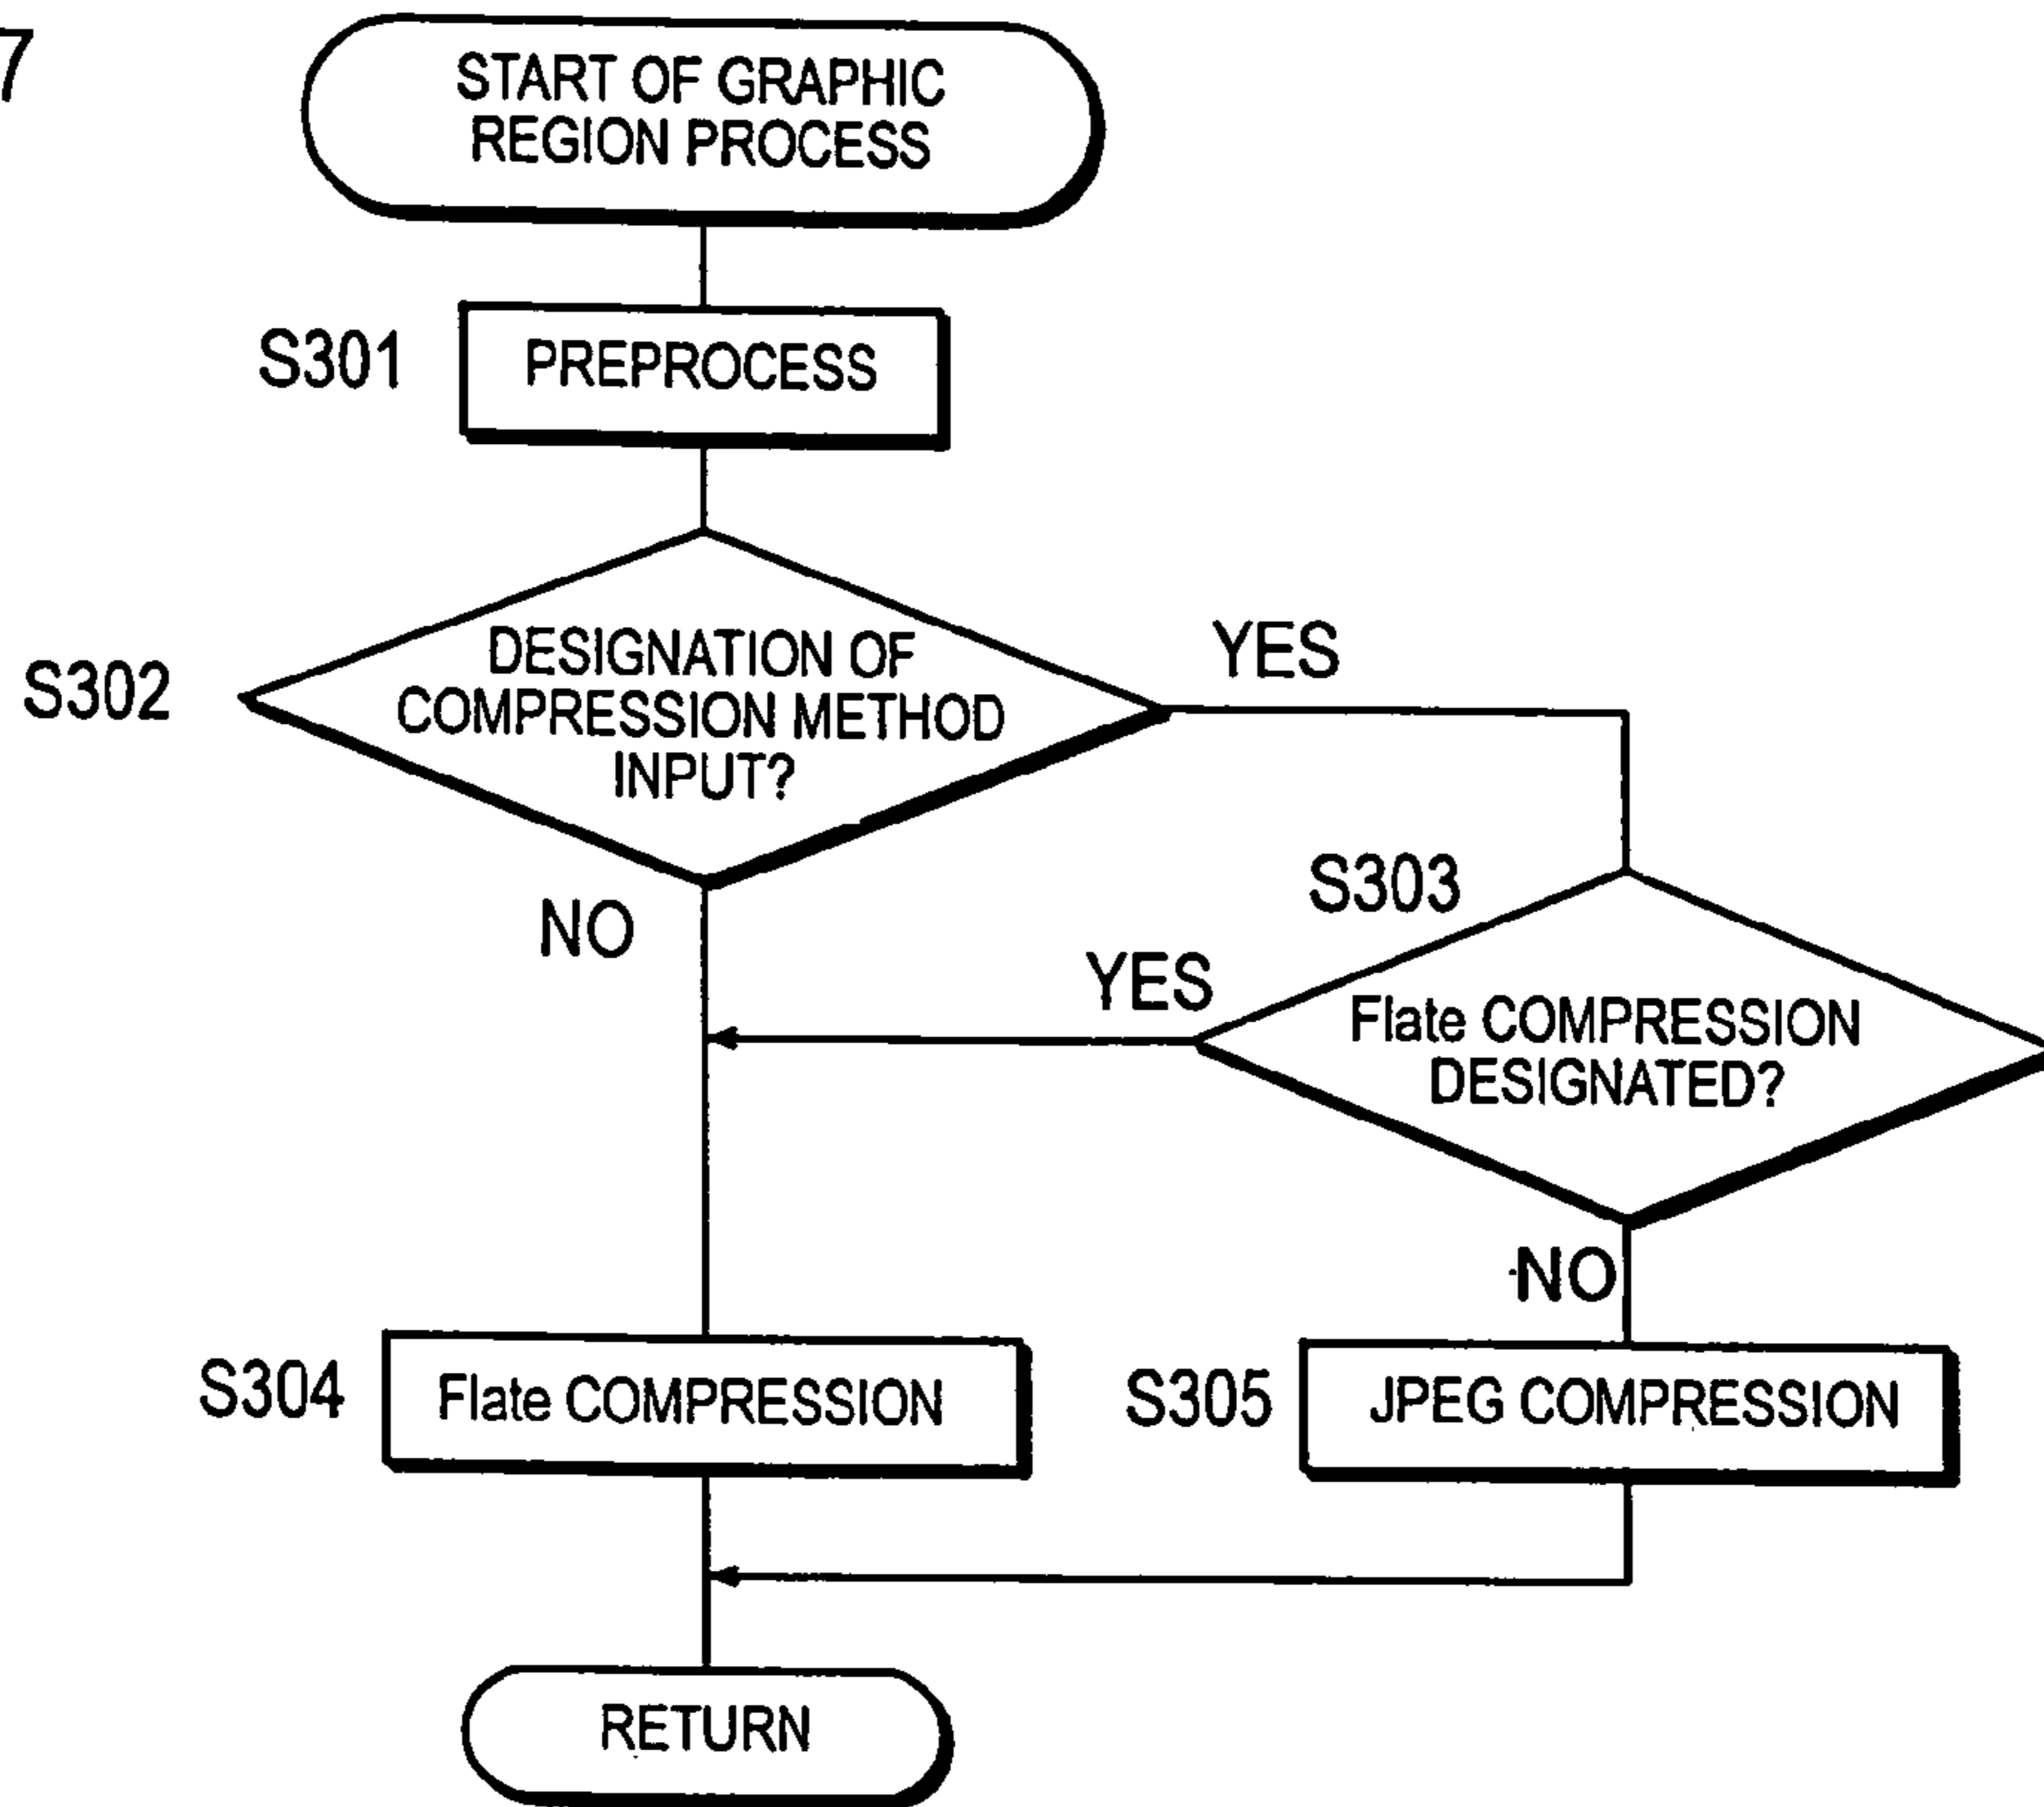 7
START OF GRAPHIC
REGION PROCESS
S301
PREPROCESS
S302
DESIGNATION OF
COMPRESSION METHOD
INPUT?
YES
NO
S303
YES
Flate COMPRESSION
DESIGNATED?
NO
S304
Flate COMPRESSION
S305
JPEG COMPRESSION
RETURN